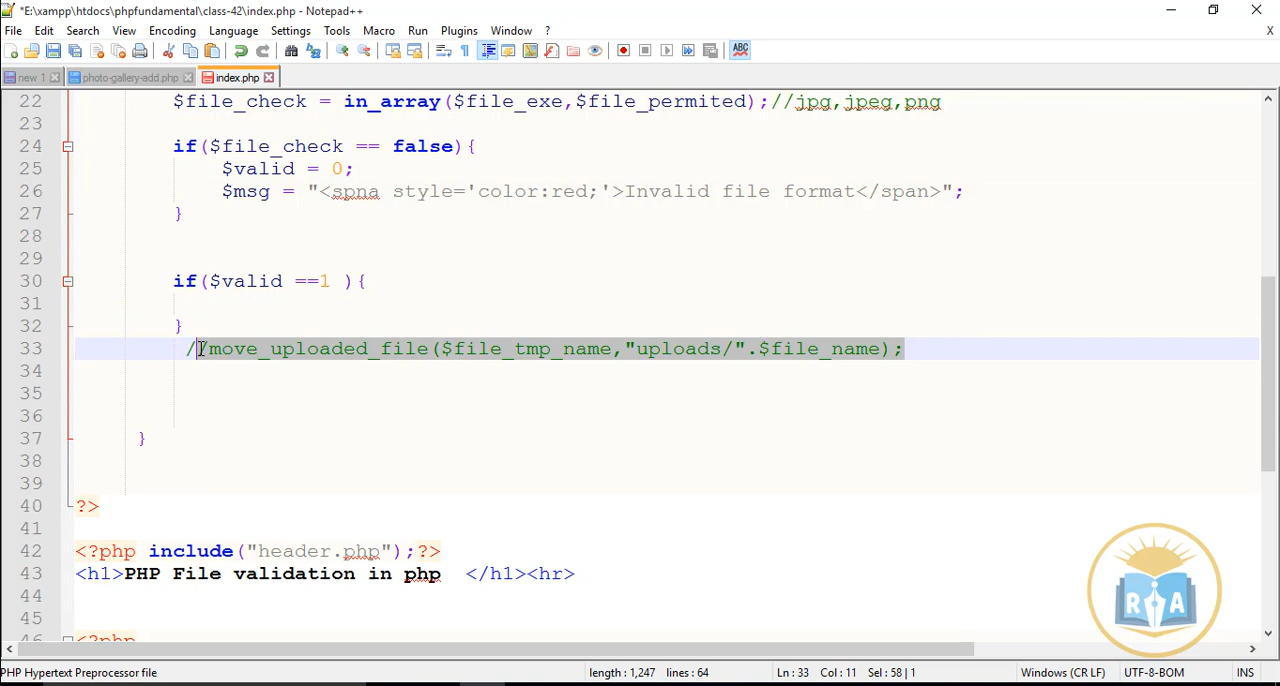 *E:\xampp\htdocs\phpfundamental\class-42\index.php - Notepad++
File Edit Search View Encoding Language Settings Tools Macro Run Plugins Window ? X
ABC
new 1 photo-gallery-add.php index.php
22 $file_check = in_array($file_exe,$file_permited);//jpg,jpeg,png
23
24 if($file_check == false){
25 $valid = 0;
26 $msg = "<spna style='color:red;'>Invalid file format</span>";
27 }
28
29
30 if($valid ==1 ){
31
32 }
33 //move_uploaded_file($file_tmp_name,"uploads/".$file_name);
34
35
36
37 }
38
39
40 ?>
41
42 <?php include("header.php");?>
43 <h1>PHP File validation in php </h1><hr>
44
45
46 <?php
R A
PHP Hypertext Preprocessor file length : 1,247 lines : 64 Ln : 33 Col : 11 Sel : 58 | 1 Windows (CR LF) UTF-8-BOM INS